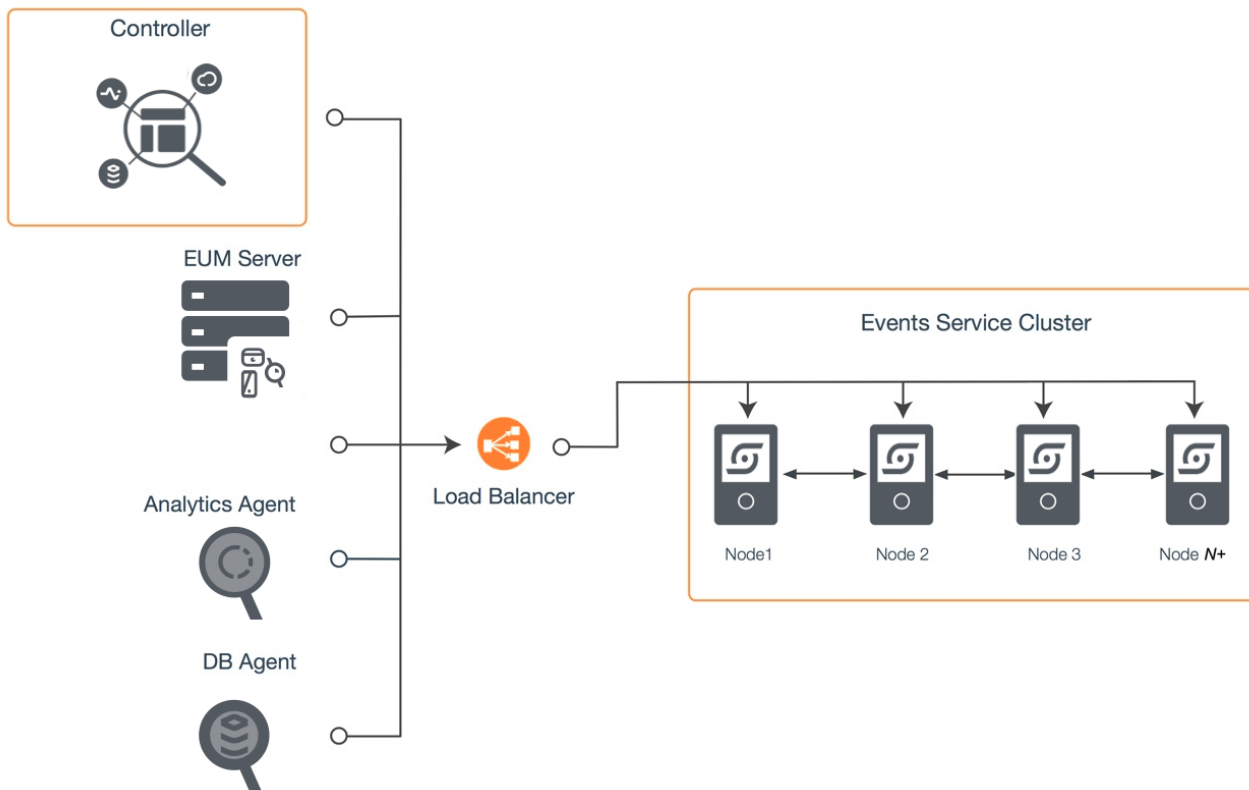 Controller
EUM Server
Events Service Cluster
Load Balancer
Analytics Agent
Node1
Node 2
Node 3
Node N+
DB Agent